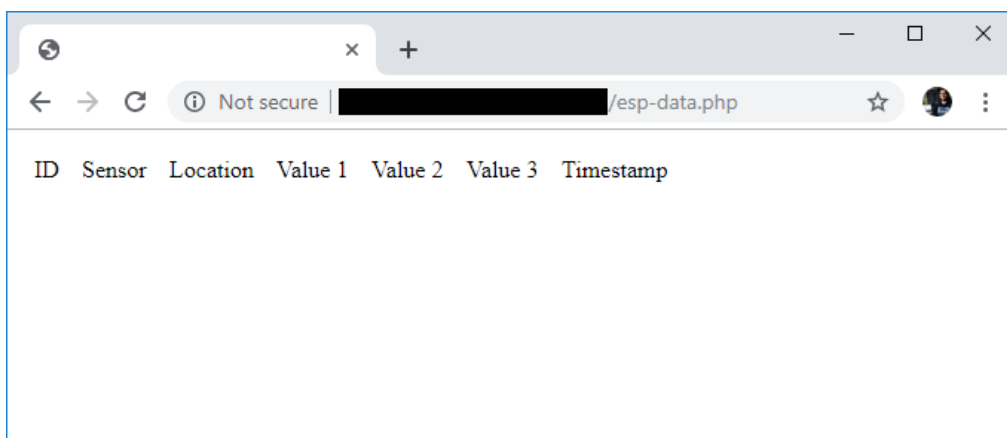 Not secure | /esp-data.php
ID Sensor Location Value 1 Value 2 Value 3 Timestamp